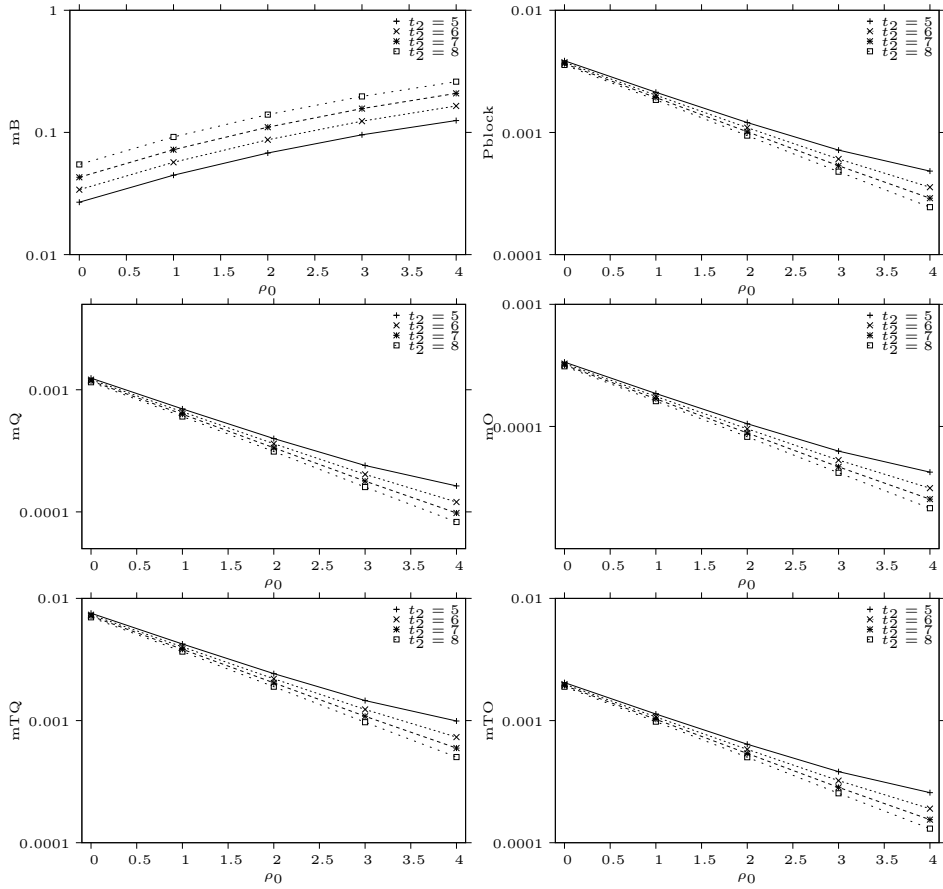 1
0.1
0.01
mB
0 0.5 1 1.5 2 2.5 3 3.5 4
ρ0
t2 = 5
t2 = 6
t2 = 7
t2 = 8
0.01
0.001
0.0001
Pblock
0 0.5 1 1.5 2 2.5 3 3.5 4
ρ0
t2 = 5
t2 = 6
t2 = 7
t2 = 8
0.001
0.0001
mQ
0 0.5 1 1.5 2 2.5 3 3.5 4
ρ0
t2 = 5
t2 = 6
t2 = 7
t2 = 8
0.001
0.0001
mO
0 0.5 1 1.5 2 2.5 3 3.5 4
ρ0
t2 = 5
t2 = 6
t2 = 7
t2 = 8
0.01
0.001
0.0001
mTQ
0 0.5 1 1.5 2 2.5 3 3.5 4
ρ0
t2 = 5
t2 = 6
t2 = 7
t2 = 8
0.01
0.001
0.0001
mTO
0 0.5 1 1.5 2 2.5 3 3.5 4
ρ0
t2 = 5
t2 = 6
t2 = 7
t2 = 8